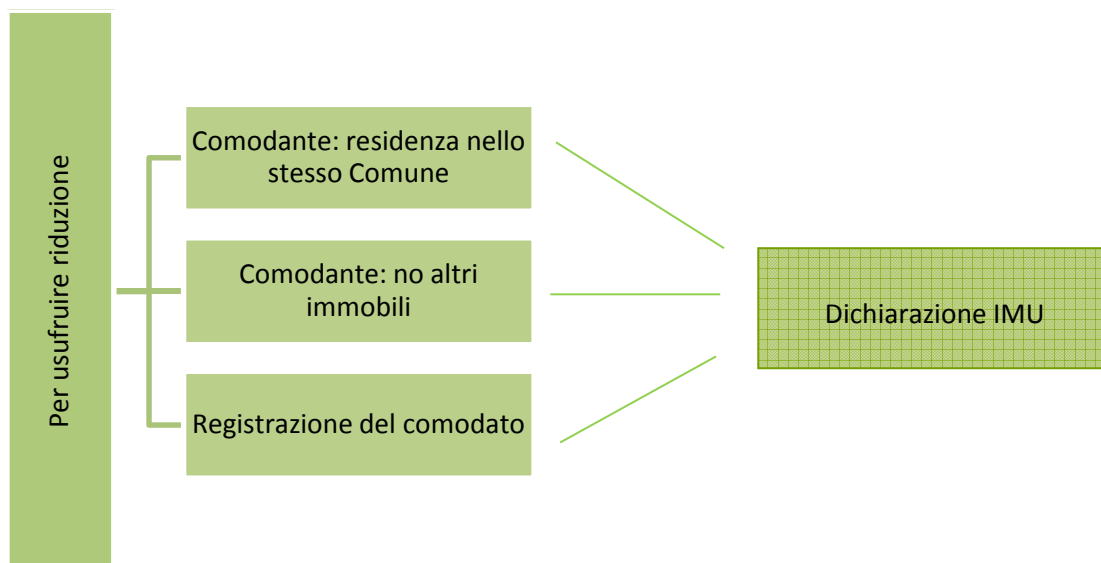 Per usufruire riduzione
Comodante: residenza nello
stesso Comune
Comodante: no altri
immobili
Registrazione del comodato
Dichiarazione IMU